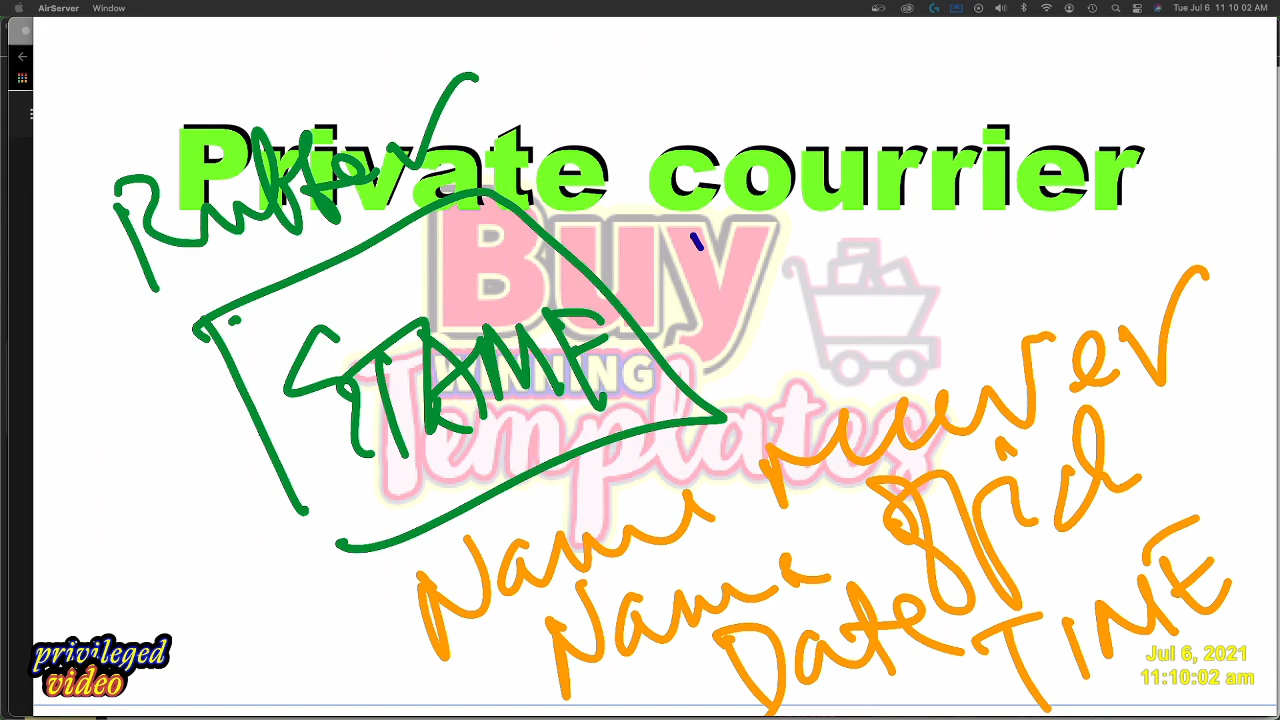 AirServer Window Tue Jul 6 11 10 02 AM
Private courrier
Rubber
STAMP
Buy
WINNING
Templates
Name receiver
Name
Date
TIME
privileged
video
Jul 6, 2021
11:10:02 am